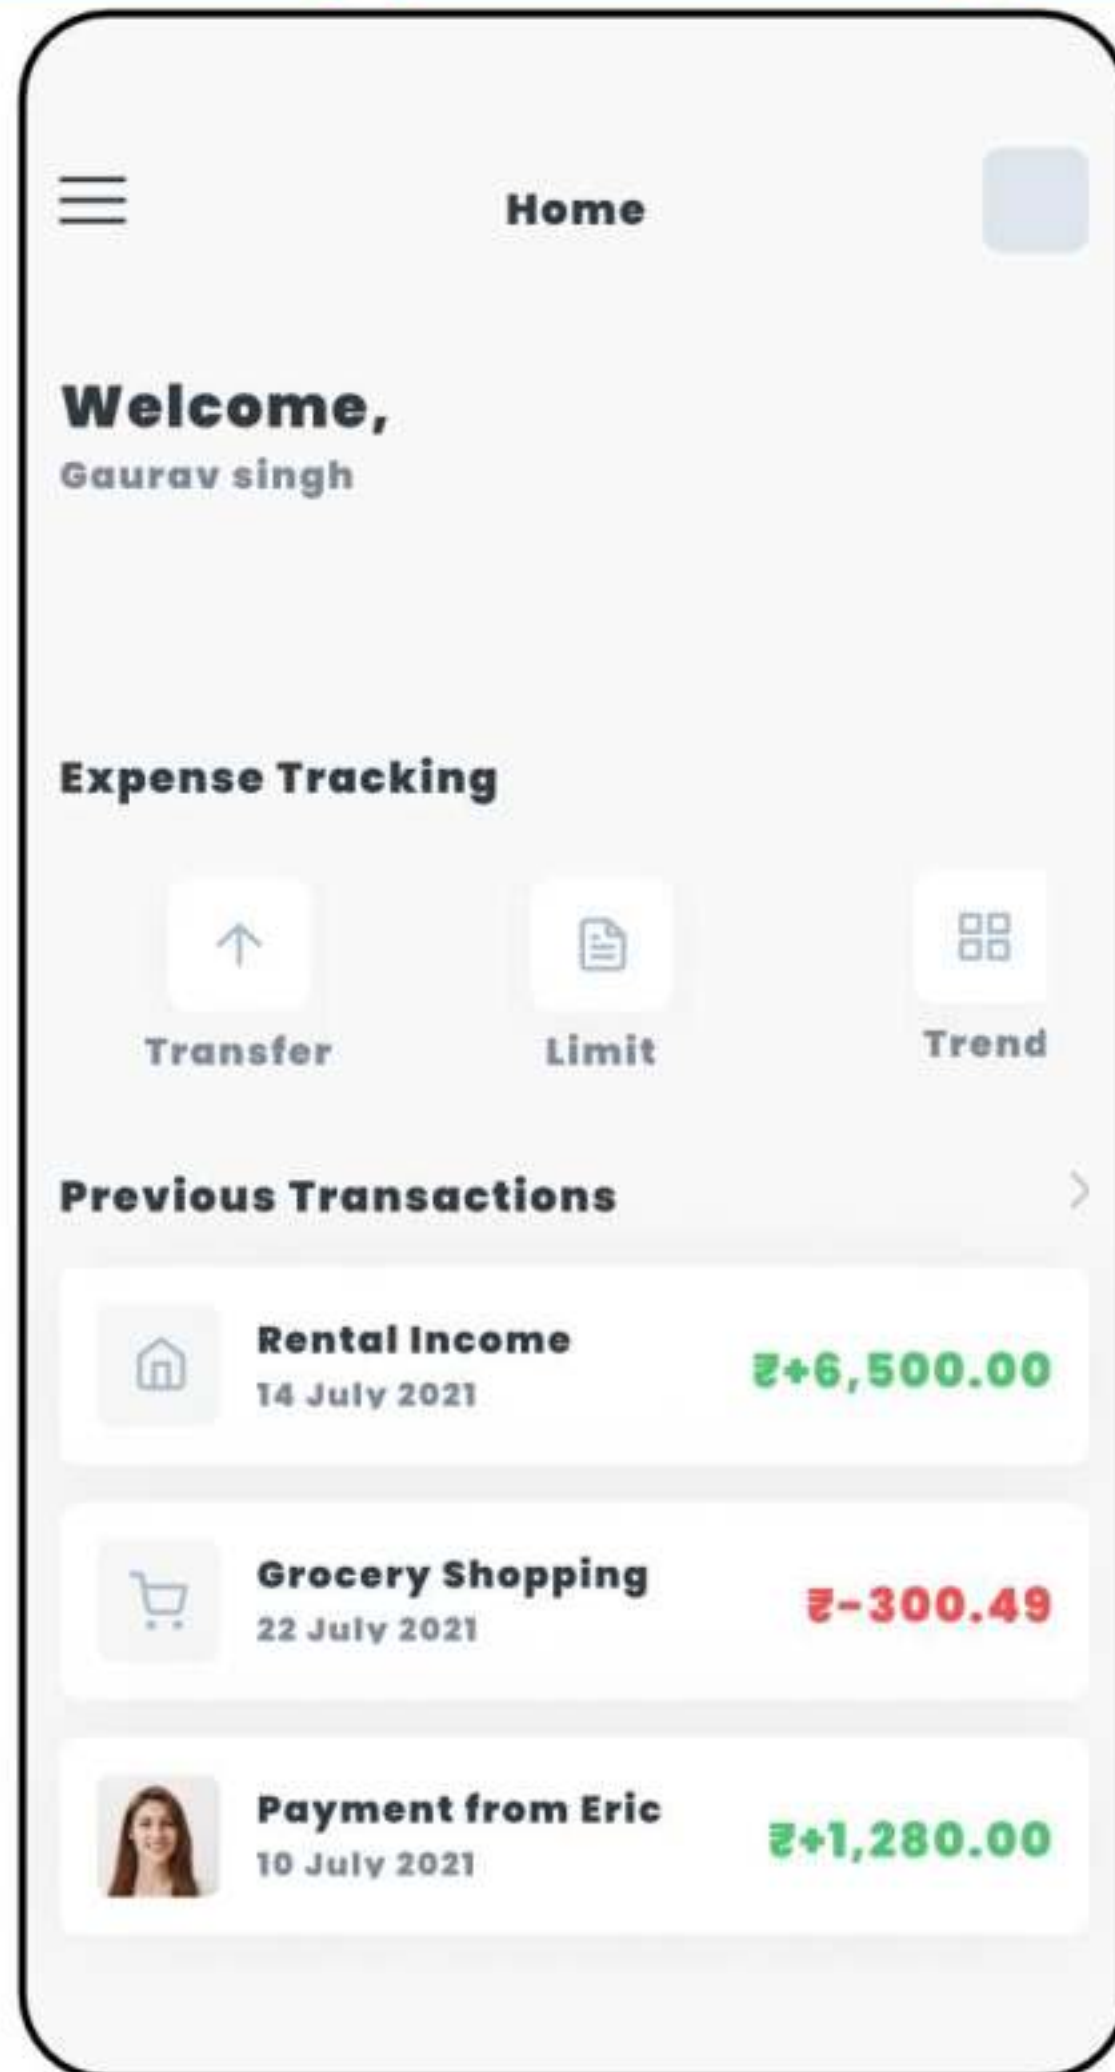 Home
Welcome,
Gaurav singh
Expense Tracking
Transfer
Limit
Trend
Previous Transactions
Rental Income
14 July 2021
₹+6,500.00
Grocery Shopping
22 July 2021
₹-300.49
Payment from Eric
10 July 2021
₹+1,280.00